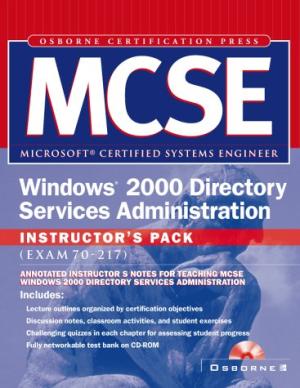 OSBORNE CERTIFICATION PRESS
MCSE
MICROSOFT® CERTIFIED SYSTEMS ENGINEER
Windows® 2000 Directory
Services Administration
INSTRUCTOR'S PACK
(EXAM 70-217)
ANNOTATED INSTRUCTOR S NOTES FOR TEACHING MCSE
WINDOWS 2000 DIRECTORY SERVICES ADMINISTRATION
Includes:
Lecture outlines organized by certification objectives
Discussion notes, classroom activities, and student exercises
Challenging quizzes in each chapter for assessing student progress
Fully networkable test bank on CD-ROM
OSBORNE